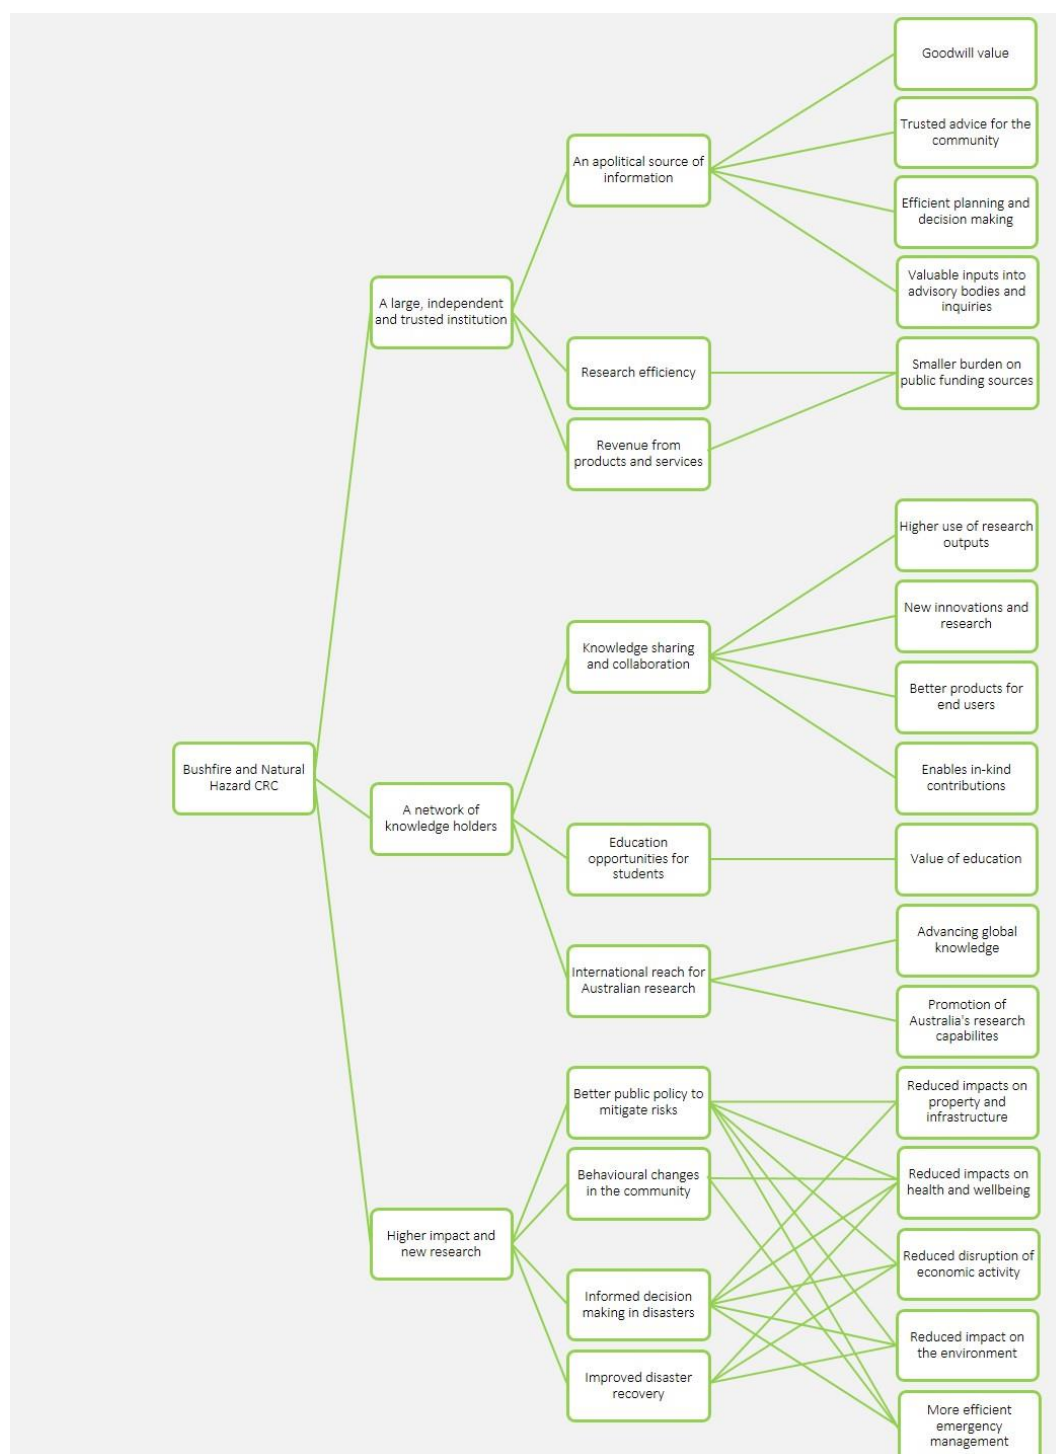 Goodwill value
Trusted advice for the
community
An apolitical source of
information
Efficient planning and
decision making
Valuable inputs into
advisory bodies and
inquiries
A large, independent
and trusted institution
Research efficiency
Smaller burden on
public funding sources
Revenue from
products and services
Higher use of research
outputs
New innovations and
research
Knowledge sharing
and collaboration
Better products for
end users
Bushfire and Natural
Hazard CRC
Enables in-kind
contributions
A network of
knowledge holders
Education
opportunities for
students
Value of education
Advancing global
knowledge
International reach for
Australian research
Promotion of
Australia's research
capabilites
Better public policy to
mitigate risks
Reduced impacts on
property and
infrastructure
Behavioural changes
in the community
Reduced impacts on
health and wellbeing
Higher impact and
new research
Reduced disruption of
economic activity
Informed decision
making in disasters
Reduced impact on
the environment
Improved disaster
recovery
More efficient
emergency
management